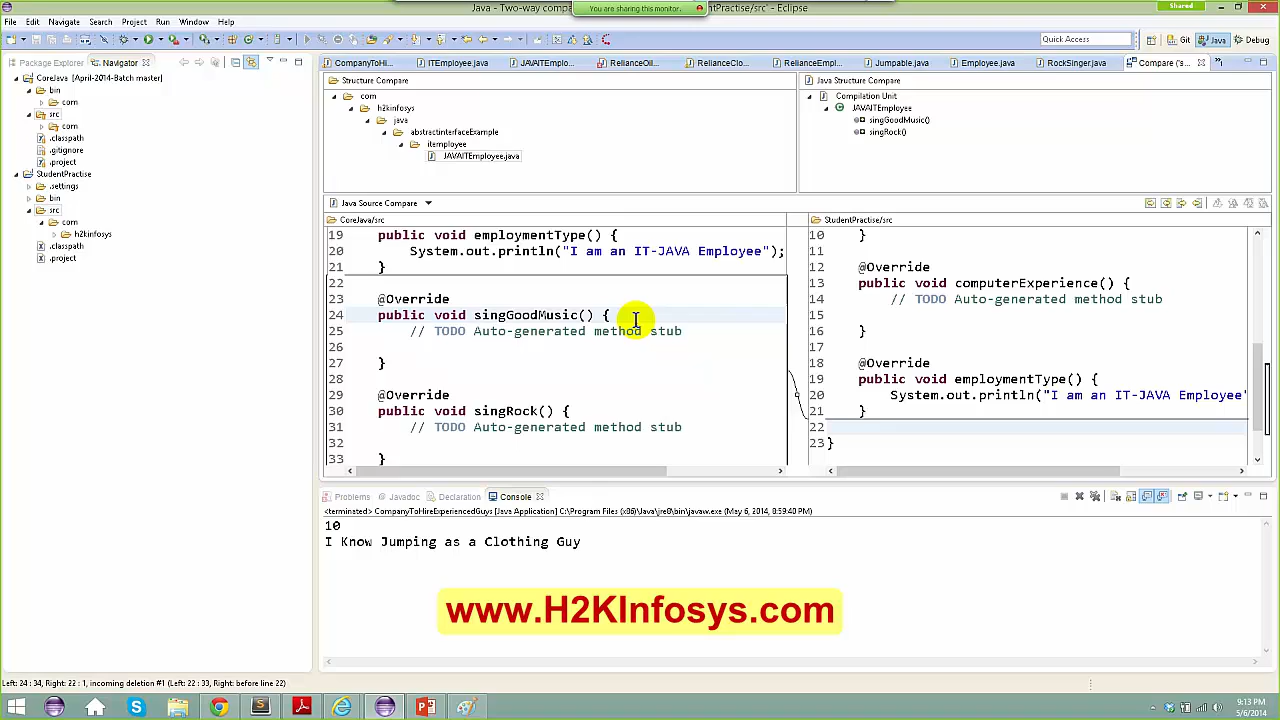 Java - Two-way compa
You are sharing this monitor.
Practise/src' - Eclipse
Shared
File Edit Navigate Search Project Run Window Help
Quick Access
Git Java Debug
Package Explorer Navigator
CompanyToHi... ITEmployee.java JAVAITEmplo... RelianceOil... RelianceClo... RelianceEmpl... Jumpable.java Employee.java RockSinger.java Compare ('s...
CoreJava [April-2014-Batch master]
bin
com
src
com
.classpath
.gitignore
.project
StudentPractise
.settings
bin
src
com
h2kinfosys
.classpath
.project
Structure Compare
com
h2kinfosys
java
abstractinterfaceExample
itemployee
JAVAITEmployee.java
Java Structure Compare
Compilation Unit
JAVAITEmployee
singGoodMusic()
singRock()
Java Source Compare
CoreJava/src
19 public void employmentType() {
20 System.out.println("I am an IT-JAVA Employee");
21 }
22
23 @Override
24 public void singGoodMusic() {
25 // TODO Auto-generated method stub
26
27 }
28
29 @Override
30 public void singRock() {
31 // TODO Auto-generated method stub
32
33 }
StudentPractise/src
10 }
11
12 @Override
13 public void computerExperience() {
14 // TODO Auto-generated method stub
15
16 }
17
18 @Override
19 public void employmentType() {
20 System.out.println("I am an IT-JAVA Employee"
21 }
22
23 }
Problems Javadoc Declaration Console
<terminated> CompanyToHireExperiencedGuys [Java Application] C:\Program Files (x86)\Java\jre8\bin\javaw.exe (May 6, 2014, 8:59:40 PM)
10
I Know Jumping as a Clothing Guy
www.H2KInfosys.com
Left: 24 : 34, Right: 22 : 1, incoming deletion #1 (Left: 22 : 33, Right: before line 22)
9:13 PM
5/6/2014